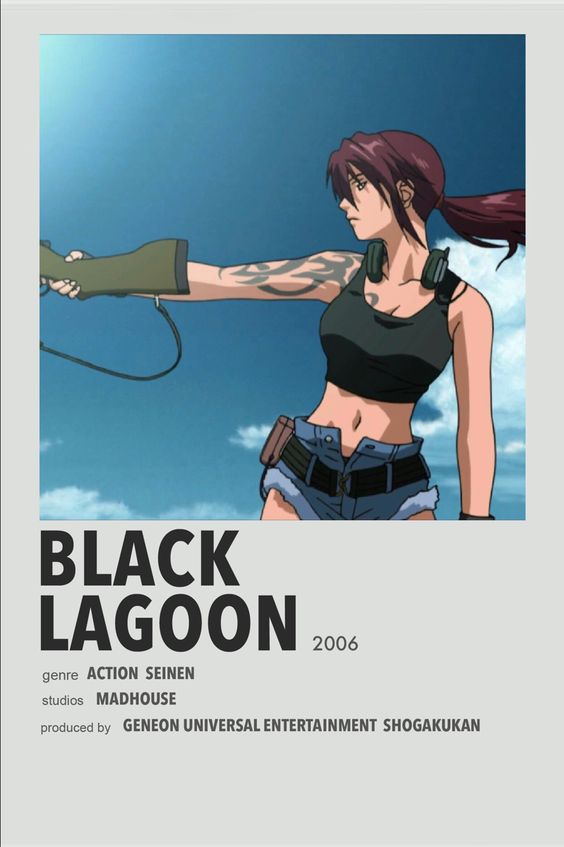 BLACK
LAGOON 2006
genre ACTION SEINEN
studios MADHOUSE
produced by GENEON UNIVERSAL ENTERTAINMENT SHOGAKUKAN